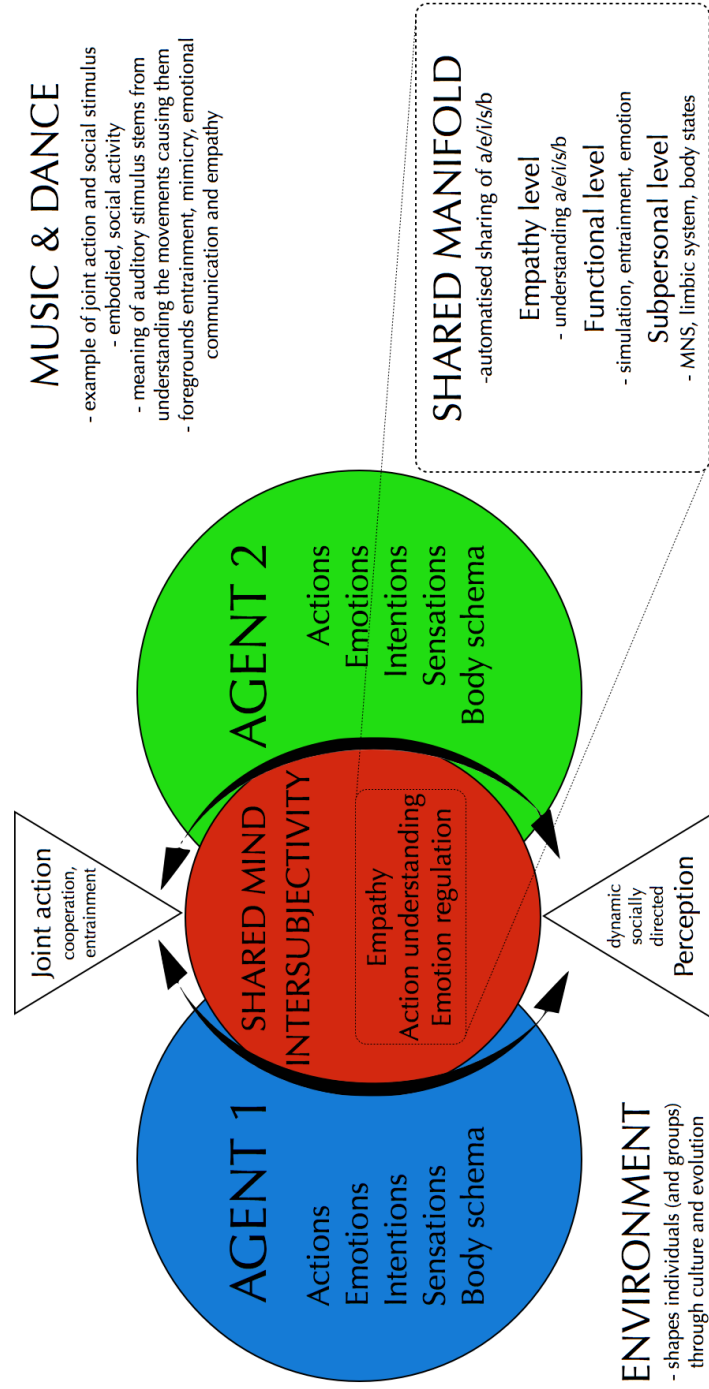 Joint action
cooperation,
entrainment
MUSIC & DANCE
- example of joint action and social stimulus
- embodied, social activity
- meaning of auditory stimulus stems from
understanding the movements causing them
- foregrounds entrainment, mimicry, emotional
communication and empathy
AGENT 1
Actions
Emotions
Intentions
Sensations
Body schema
SHARED MIND
INTERSUBJECTIVITY
Empathy
Action understanding
Emotion regulation
AGENT 2
Actions
Emotions
Intentions
Sensations
Body schema
ENVIRONMENT
- shapes individuals (and groups)
through culture and evolution
dynamic
socially
directed
Perception
SHARED MANIFOLD
-automatised sharing of a/e/i/s/b
Empathy level
- understanding a/e/i/s/b
Functional level
- simulation, entrainment, emotion
Subpersonal level
- MNS, limbic system, body states